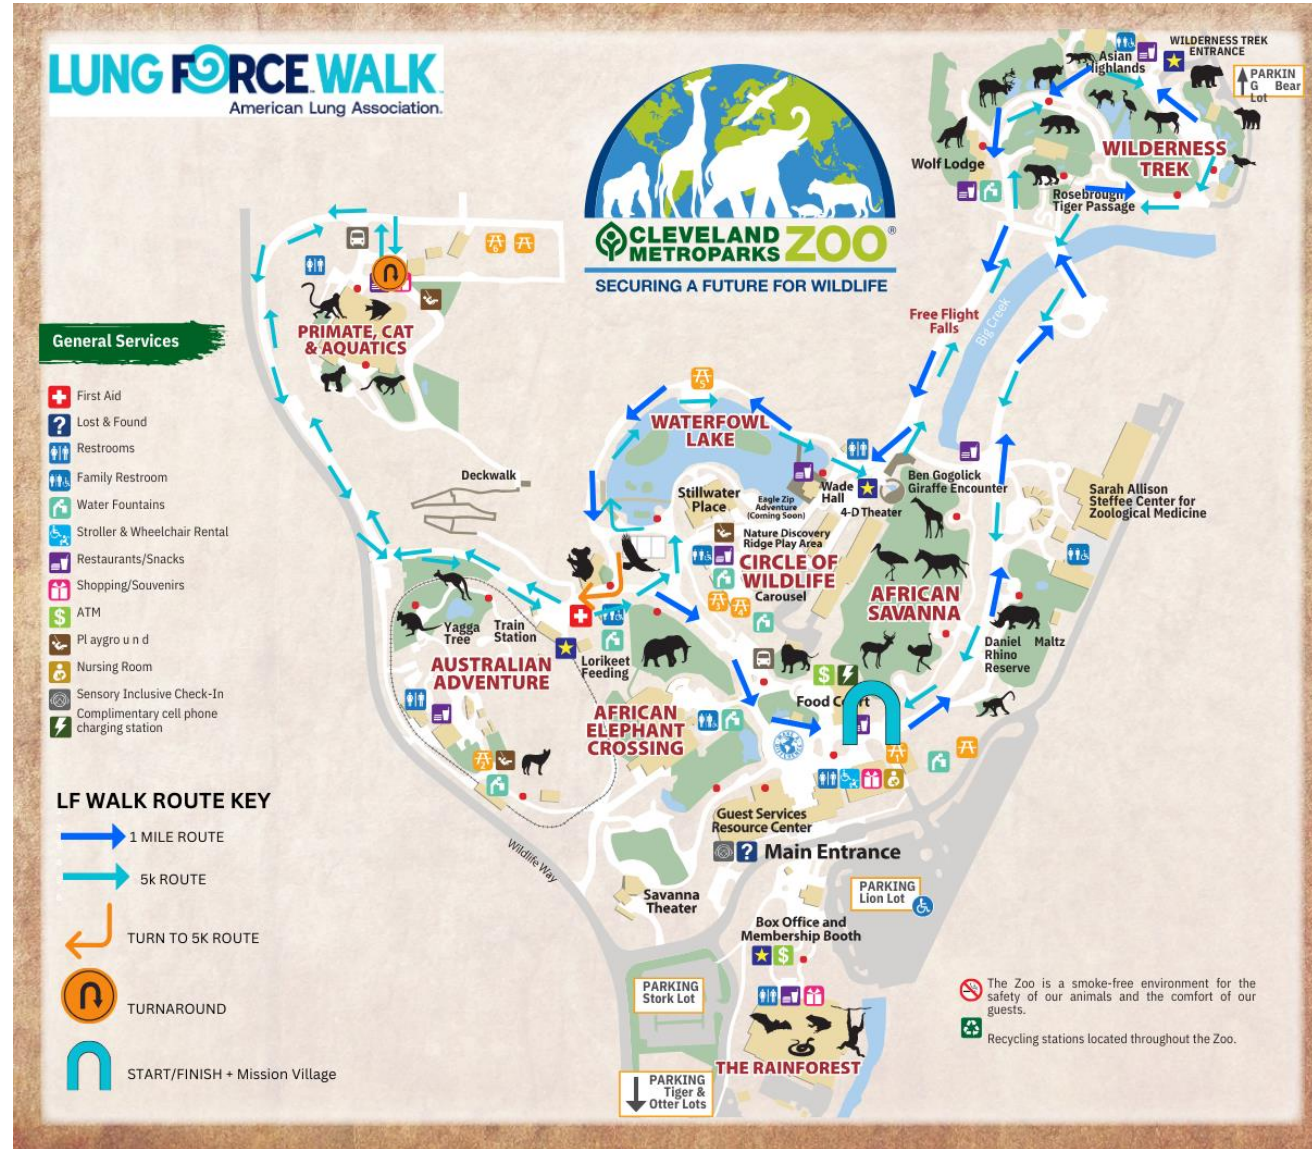 LUNG FORCE WALK
American Lung Association.
CLEVELAND
METROPARKS ZOO®
SECURING A FUTURE FOR WILDLIFE
WILDERNESS TREK
ENTRANCE
Asian
Highlands
PARKIN
G Bear
Lot
WILDERNESS
TREK
Wolf Lodge
Rosebrough
Tiger Passage
Free Flight
Falls
Big Creek
6
PRIMATE, CAT
& AQUATICS
General Services
First Aid
? Lost & Found
Restrooms
Family Restroom
Water Fountains
Stroller & Wheelchair Rental
Restaurants/Snacks
Shopping/Souvenirs
$ ATM
Pl aygro u n d
Nursing Room
Sensory Inclusive Check-In
Complimentary cell phone
charging station
5
WATERFOWL
LAKE
Deckwalk
Stillwater
Place
Eagle Zip
Adventure
(Coming Soon)
Wade
Hall
4-D Theater
Ben Gogolick
Giraffe Encounter
Sarah Allison
Steffee Center for
Zoological Medicine
Nature Discovery
Ridge Play Area
CIRCLE OF
WILDLIFE
Carousel
AFRICAN
SAVANNA
Yagga
Tree
Train
Station
AUSTRALIAN
ADVENTURE
Lorikeet
Feeding
Daniel Maltz
Rhino
Reserve
$
Food Court
AFRICAN
ELEPHANT
CROSSING
1
2
Guest Services
Resource Center
? Main Entrance
Wildlife Way
Savanna
Theater
PARKING
Lion Lot
Box Office and
Membership Booth
$
PARKING
Stork Lot
THE RAINFOREST
PARKING
Tiger &
Otter Lots
LF WALK ROUTE KEY
1 MILE ROUTE
5k ROUTE
TURN TO 5K ROUTE
TURNAROUND
START/FINISH + Mission Village
The Zoo is a smoke-free environment for the
safety of our animals and the comfort of our
guests.
Recycling stations located throughout the Zoo.